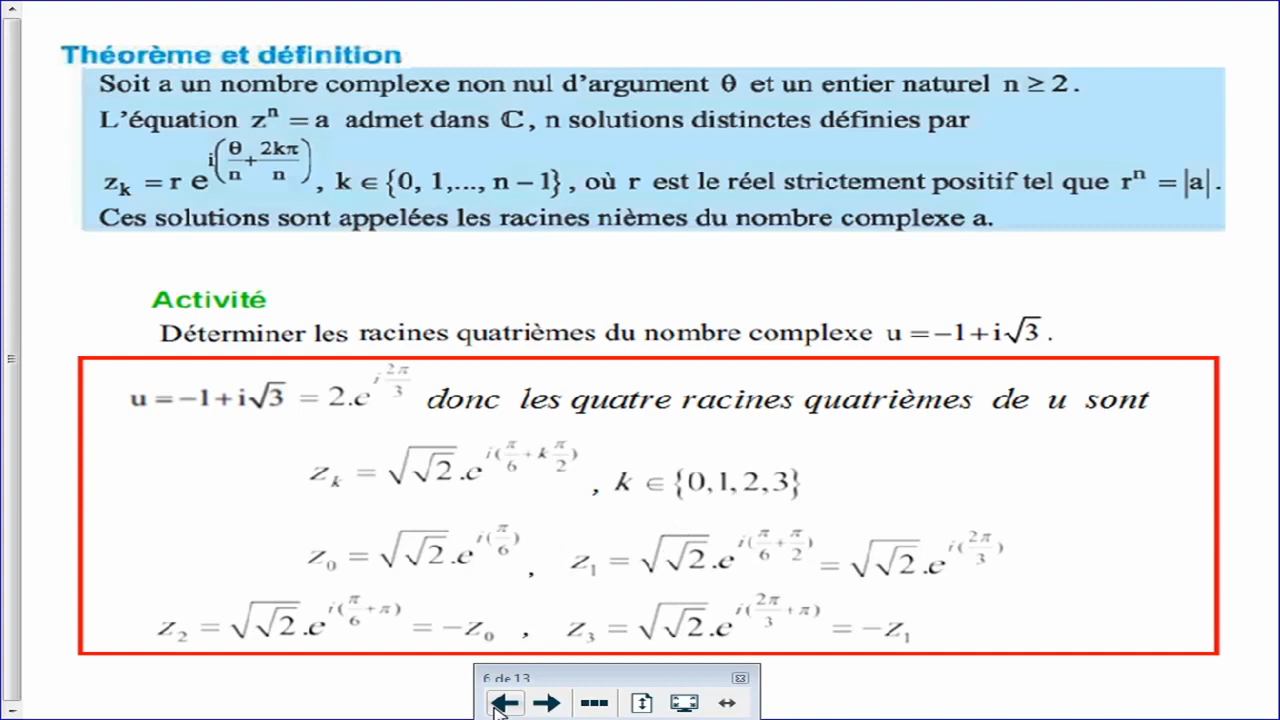 Théorème et définition
Soit a un nombre complexe non nul d'argument θ et un entier naturel n ≥ 2.
L'équation zⁿ = a admet dans ℂ, n solutions distinctes définies par
z_k = r e^{i(θ/n + 2kπ/n)}, k ∈ {0, 1,..., n − 1}, où r est le réel strictement positif tel que rⁿ = |a|.
Ces solutions sont appelées les racines nièmes du nombre complexe a.
Activité
Déterminer les racines quatrièmes du nombre complexe u = −1 + i√3.
u = −1 + i√3 = 2.e^{i 2π/3} donc les quatre racines quatrièmes de u sont
z_k = √√2.e^{i(π/6 + k π/2)}, k ∈ {0,1,2,3}
z_0 = √√2.e^{i(π/6)}, z_1 = √√2.e^{i(π/6 + π/2)} = √√2.e^{i(2π/3)}
z_2 = √√2.e^{i(π/6 + π)} = −z_0, z_3 = √√2.e^{i(2π/3 + π)} = −z_1
6 de 13